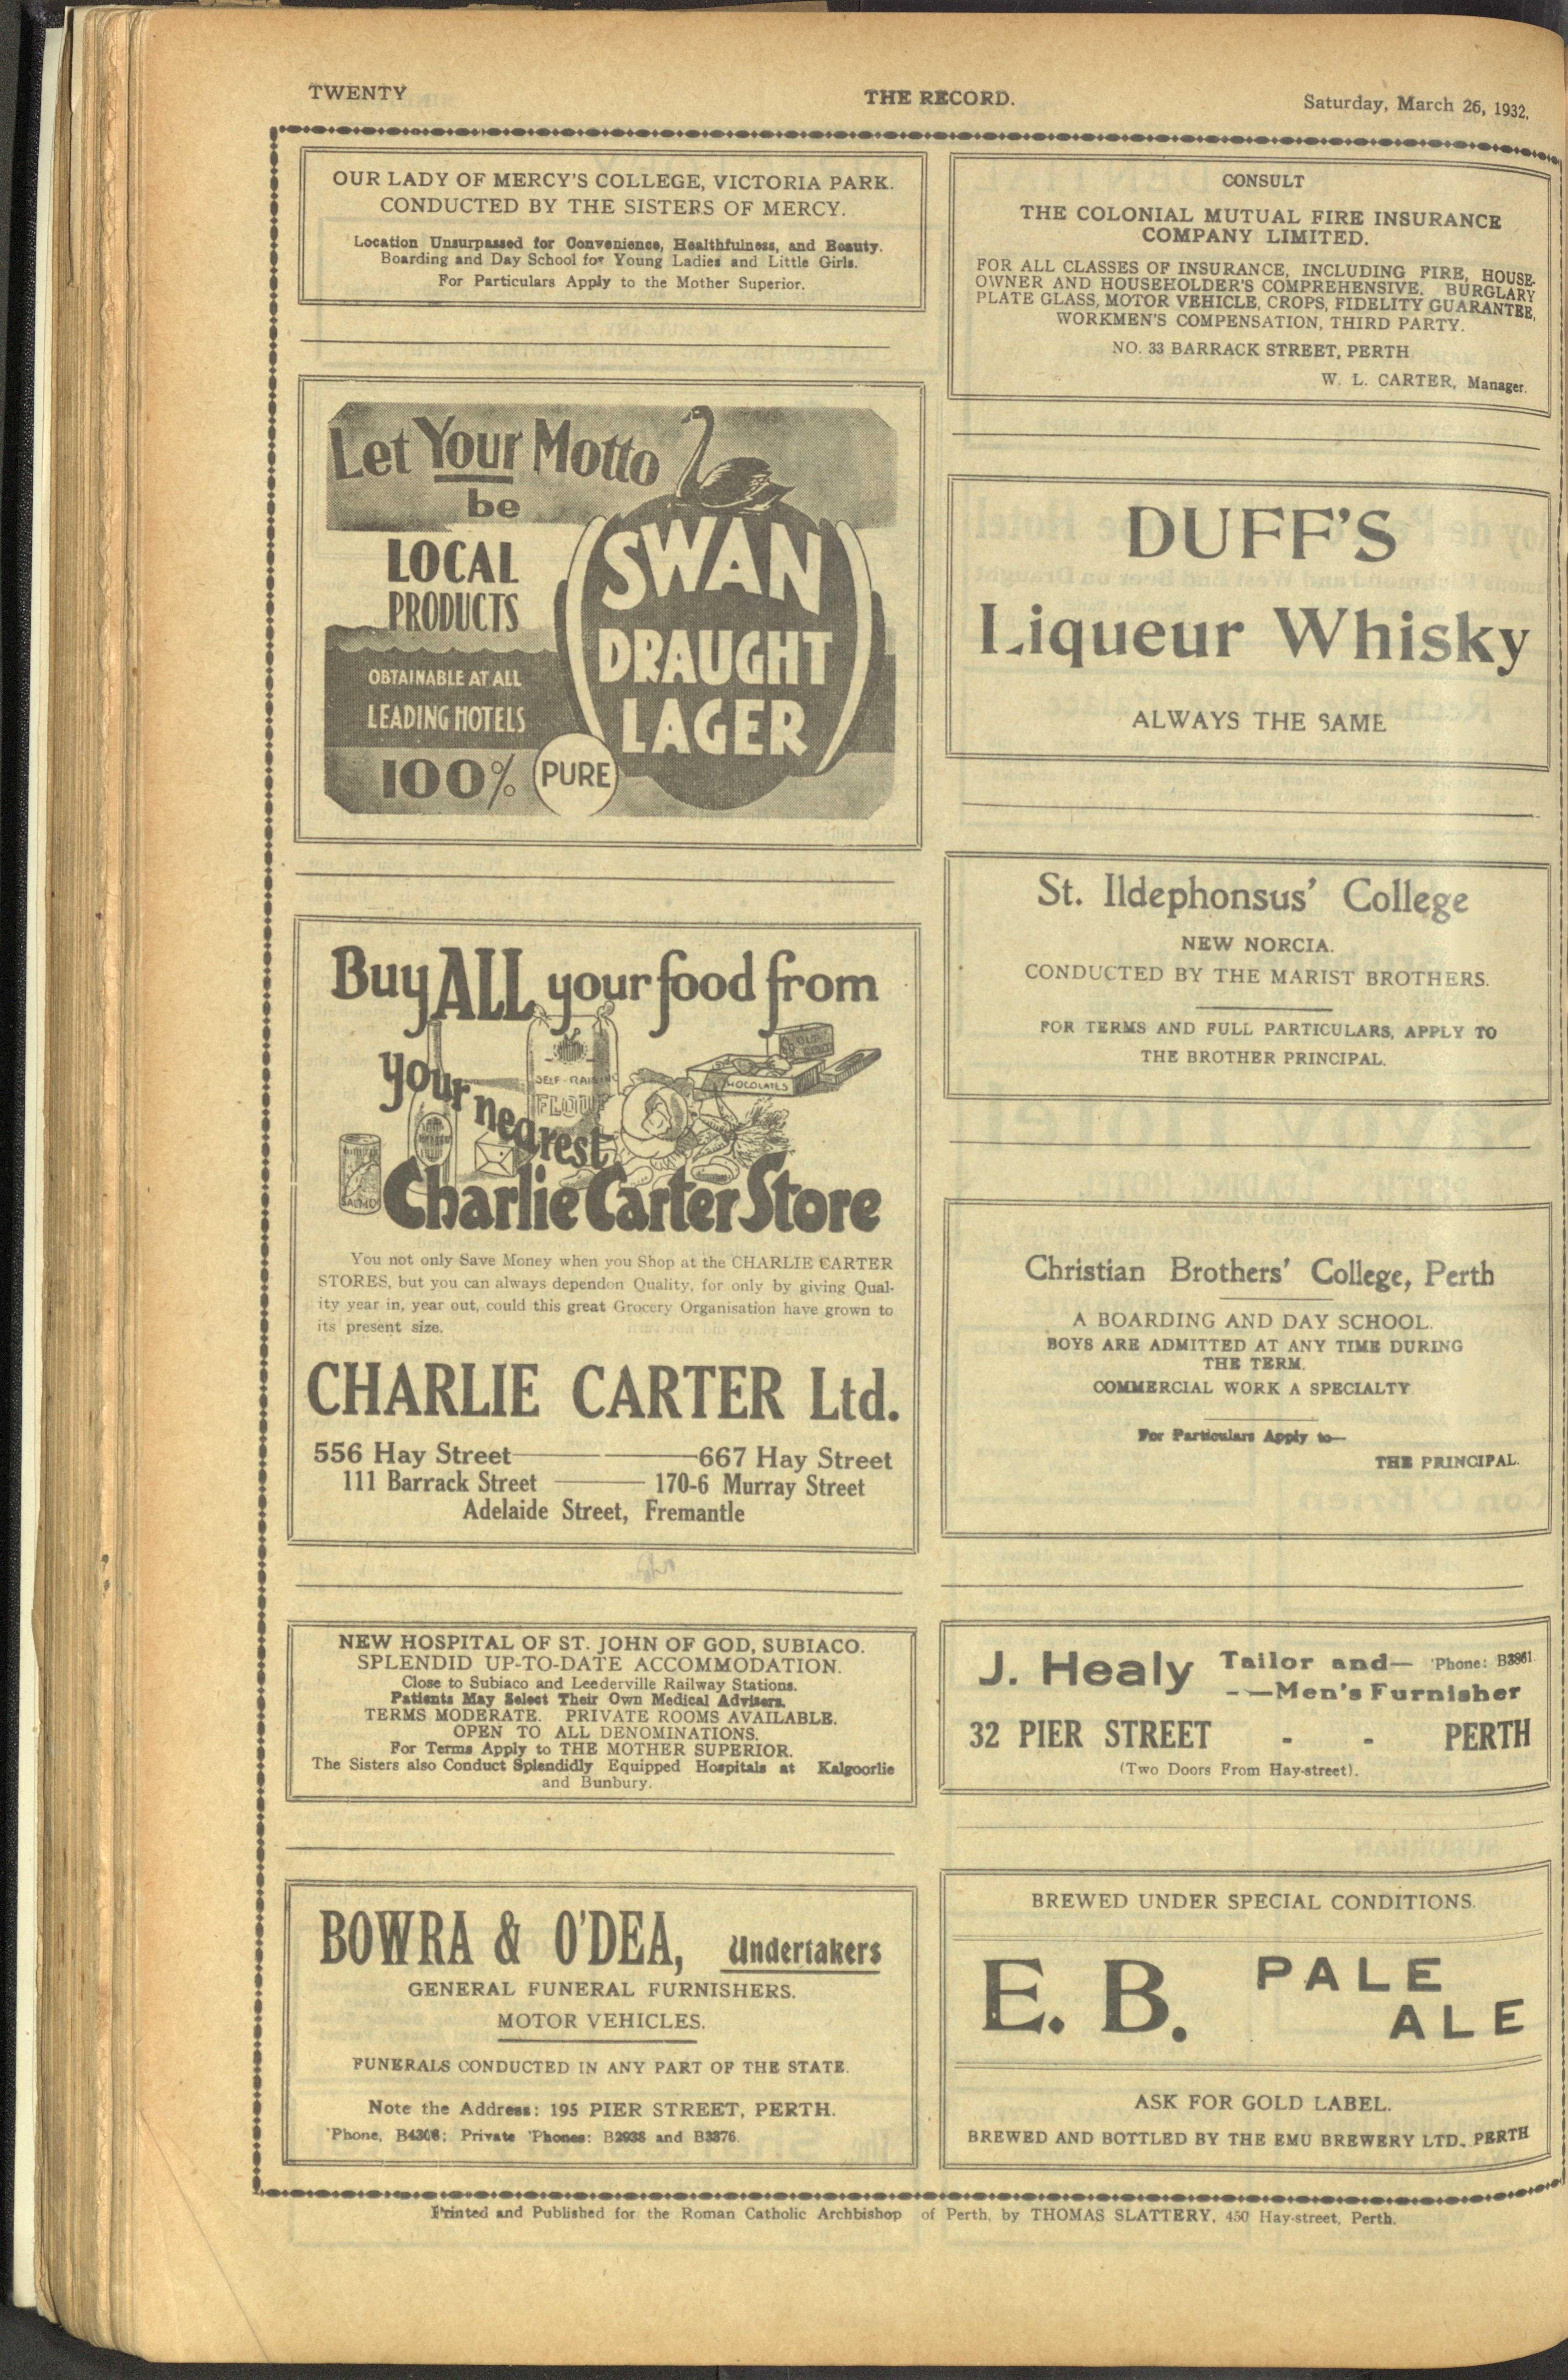 TWENTY
THE RECORD.
Saturday, March 26, 1932.
OUR LADY OF MERCY'S COLLEGE, VICTORIA PARK.
CONDUCTED BY THE SISTERS OF MERCY.
Location Unsurpassed for Convenience, Healthfulness, and Beauty.
Boarding and Day School for Young Ladies and Little Girls.
For Particulars Apply to the Mother Superior.
Let Your Motto
be
LOCAL
PRODUCTS
OBTAINABLE AT ALL
LEADING HOTELS
100% PURE
SWAN
DRAUGHT
LAGER
Buy ALL your food from
your nearest
SELF-RAISING
FLOUR
CHOCOLATES
Charlie Carter Store
You not only Save Money when you Shop at the CHARLIE CARTER
STORES, but you can always dependon Quality, for only by giving Qual-
ity year in, year out, could this great Grocery Organisation have grown to
its present size.
CHARLIE CARTER Ltd.
556 Hay Street — 667 Hay Street
111 Barrack Street — 170-6 Murray Street
Adelaide Street, Fremantle
NEW HOSPITAL OF ST. JOHN OF GOD, SUBIACO.
SPLENDID UP-TO-DATE ACCOMMODATION.
Close to Subiaco and Leederville Railway Stations.
Patients May Select Their Own Medical Advisers.
TERMS MODERATE. PRIVATE ROOMS AVAILABLE.
OPEN TO ALL DENOMINATIONS.
For Terms Apply to THE MOTHER SUPERIOR.
The Sisters also Conduct Splendidly Equipped Hospitals at Kalgoorlie
and Bunbury.
BOWRA & O'DEA, Undertakers
GENERAL FUNERAL FURNISHERS.
MOTOR VEHICLES.
FUNERALS CONDUCTED IN ANY PART OF THE STATE.
Note the Address: 195 PIER STREET, PERTH.
'Phone, B4308; Private 'Phones: B2938 and B3376.
CONSULT
THE COLONIAL MUTUAL FIRE INSURANCE
COMPANY LIMITED.
FOR ALL CLASSES OF INSURANCE, INCLUDING FIRE, HOUSE-
OWNER AND HOUSEHOLDER'S COMPREHENSIVE, BURGLARY
PLATE GLASS, MOTOR VEHICLE, CROPS, FIDELITY GUARANTEE,
WORKMEN'S COMPENSATION, THIRD PARTY.
NO. 33 BARRACK STREET, PERTH
W. L. CARTER, Manager.
DUFF'S
Liqueur Whisky
ALWAYS THE SAME
St. Ildephonsus' College
NEW NORCIA.
CONDUCTED BY THE MARIST BROTHERS.
FOR TERMS AND FULL PARTICULARS, APPLY TO
THE BROTHER PRINCIPAL.
Christian Brothers' College, Perth
A BOARDING AND DAY SCHOOL.
BOYS ARE ADMITTED AT ANY TIME DURING
THE TERM.
COMMERCIAL WORK A SPECIALTY
For Particulars Apply to—
THE PRINCIPAL.
J. Healy Tailor and— 'Phone: B3861.
- —Men's Furnisher
32 PIER STREET - - PERTH
(Two Doors From Hay-street).
BREWED UNDER SPECIAL CONDITIONS.
E. B. PALE
ALE
ASK FOR GOLD LABEL.
BREWED AND BOTTLED BY THE EMU BREWERY LTD., PERTH
Printed and Published for the Roman Catholic Archbishop of Perth, by THOMAS SLATTERY, 450 Hay-street, Perth.